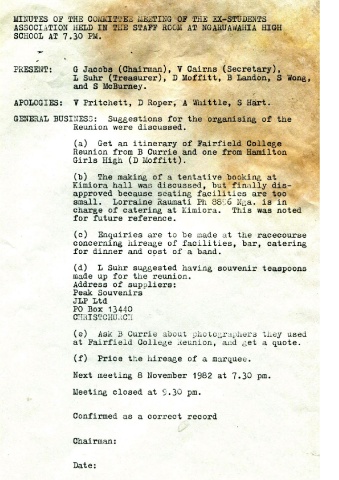 MINUTES OF THE COMMITTEE MEETING OF THE EX-STUDENTS
ASSOCIATION HELD IN THE STAFF ROOM AT NGARUAWAHIA HIGH
SCHOOL AT 7.30 PM.
PRESENT: G Jacobs (Chairman), V Cairns (Secretary),
L Suhr (Treasurer), D Moffitt, B Landon, S Wong,
and S McBurney.
APOLOGIES: V Pritchett, D Roper, A Whittle, S Hart.
GENERAL BUSINESS: Suggestions for the organising of the
Reunion were discussed.
(a) Get an itinerary of Fairfield College
Reunion from B Currie and one from Hamilton
Girls High (D Moffitt).
(b) The making of a tentative booking at
Kimiora hall was discussed, but finally dis-
approved because seating facilities are too
small. Lorraine Raumati Ph 8826 Nga. is in
charge of catering at Kimiora. This was noted
for future reference.
(c) Enquiries are to be made at the racecourse
concerning hireage of facilities, bar, catering
for dinner and cost of a band.
(d) L Suhr suggested having souvenir teaspoons
made up for the reunion.
Address of suppliers:
Peak Souvenirs
JLP Ltd
PO Box 13440
CHRISTCHURCH
(e) Ask B Currie about photographers they used
at Fairfield College Reunion, and get a quote.
(f) Price the hireage of a marquee.
Next meeting 8 November 1982 at 7.30 pm.
Meeting closed at 9.30 pm.
Confirmed as a correct record
Chairman:
Date: